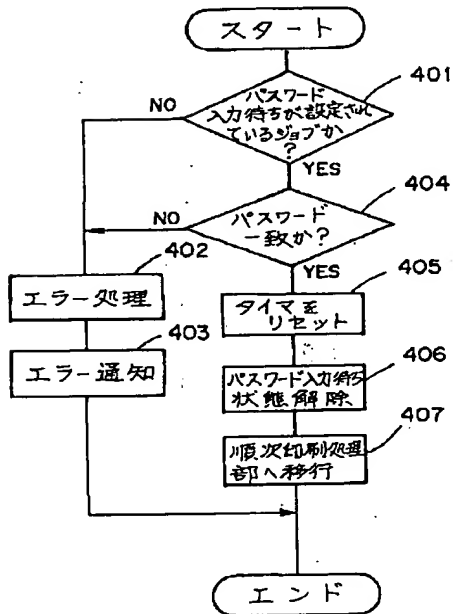 スタート
401
パスワード
入力待ちが設定され
ているジョブか
?
NO
YES
404
パスワード
一致か?
NO
YES
402
エラー処理
405
タイマを
リセット
403
エラー通知
406
パスワード入力待ち
状態解除
407
順次印刷処理
部へ移行
エンド